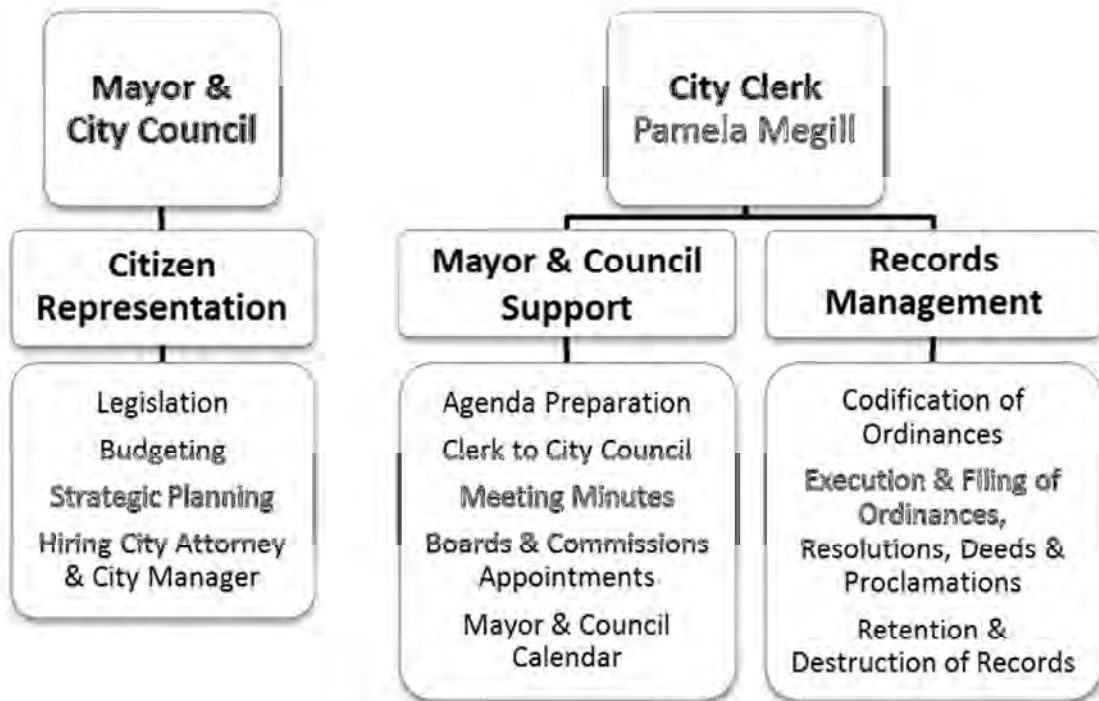 Mayor &
City Council
Citizen
Representation
Legislation
Budgeting
Strategic Planning
Hiring City Attorney
& City Manager
City Clerk
Pamela Megill
Mayor & Council
Support
Agenda Preparation
Clerk to City Council
Meeting Minutes
Boards & Commissions
Appointments
Mayor & Council
Calendar
Records
Management
Codification of
Ordinances
Execution & Filing of
Ordinances,
Resolutions, Deeds &
Proclamations
Retention &
Destruction of Records